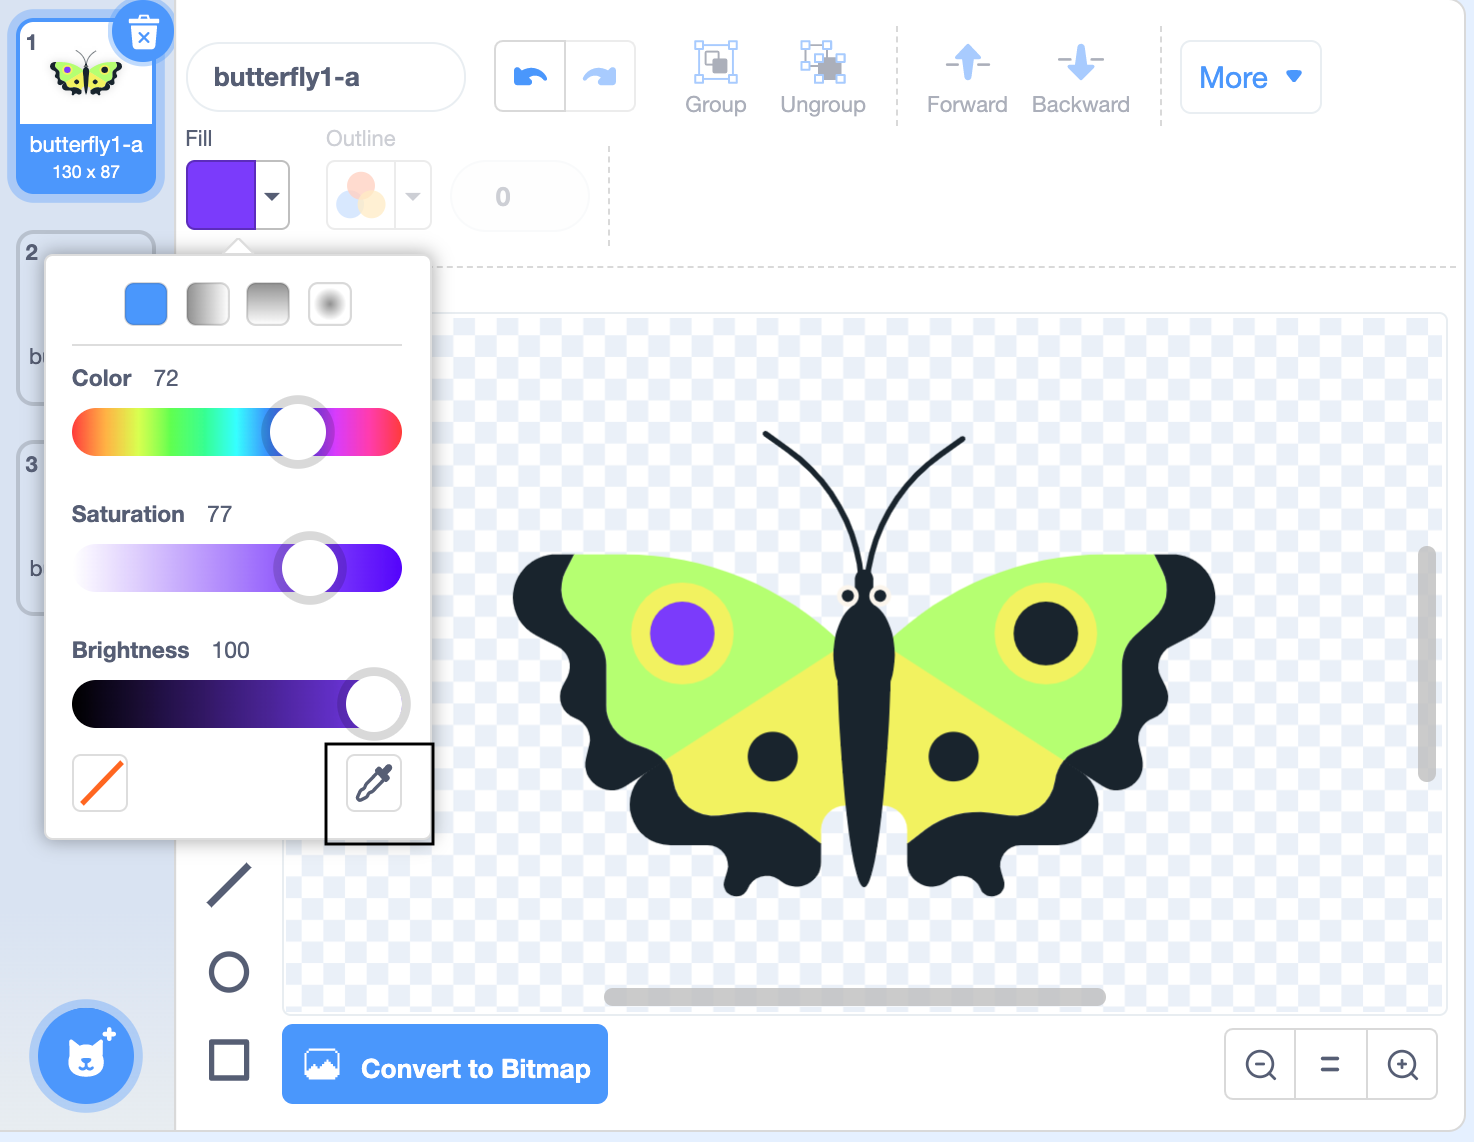 1
butterfly1-a
130 x 87
2
3
butterfly1-a
Group
Ungroup
Forward
Backward
More
Fill
Outline
0
Color 72
Saturation 77
Brightness 100
Convert to Bitmap